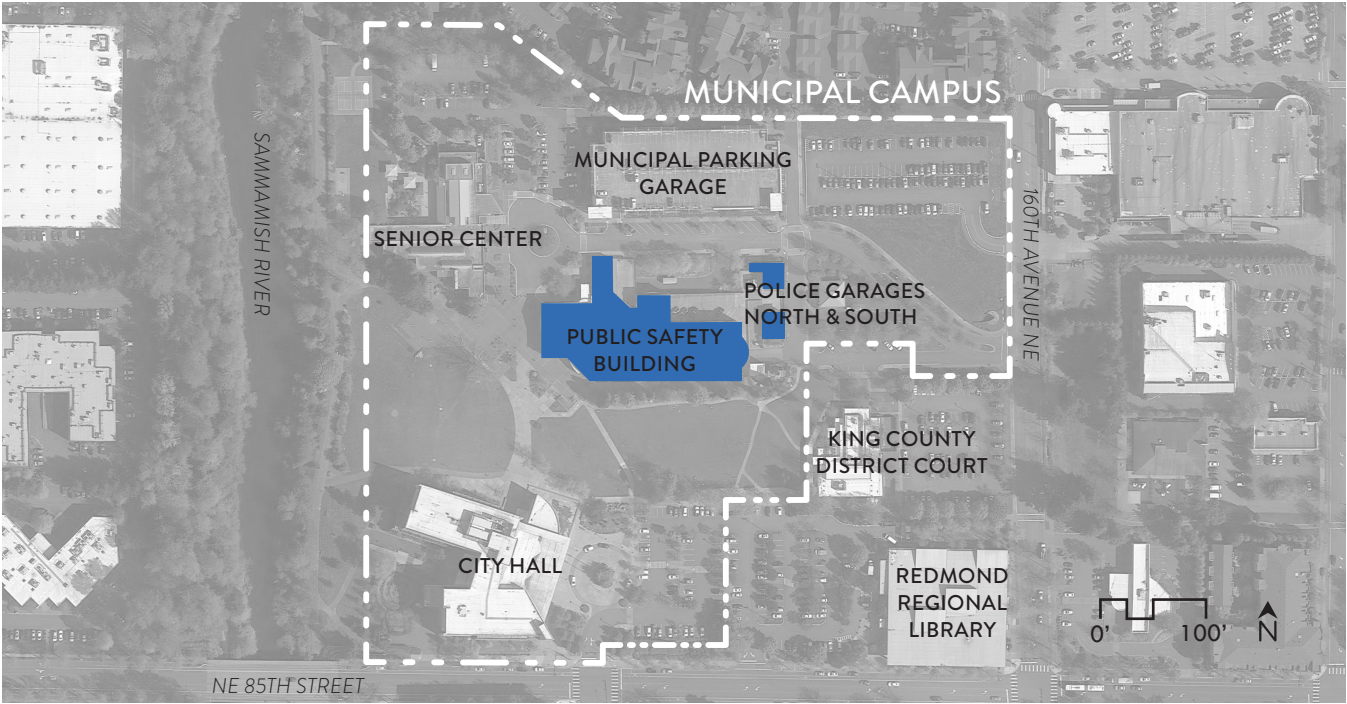 MUNICIPAL CAMPUS
MUNICIPAL PARKING
GARAGE
SAMMAMISH RIVER
160TH AVENUE NE
SENIOR CENTER
POLICE GARAGES
NORTH & SOUTH
PUBLIC SAFETY
BUILDING
KING COUNTY
DISTRICT COURT
CITY HALL
REDMOND
REGIONAL
LIBRARY
0' 100' N
NE 85TH STREET